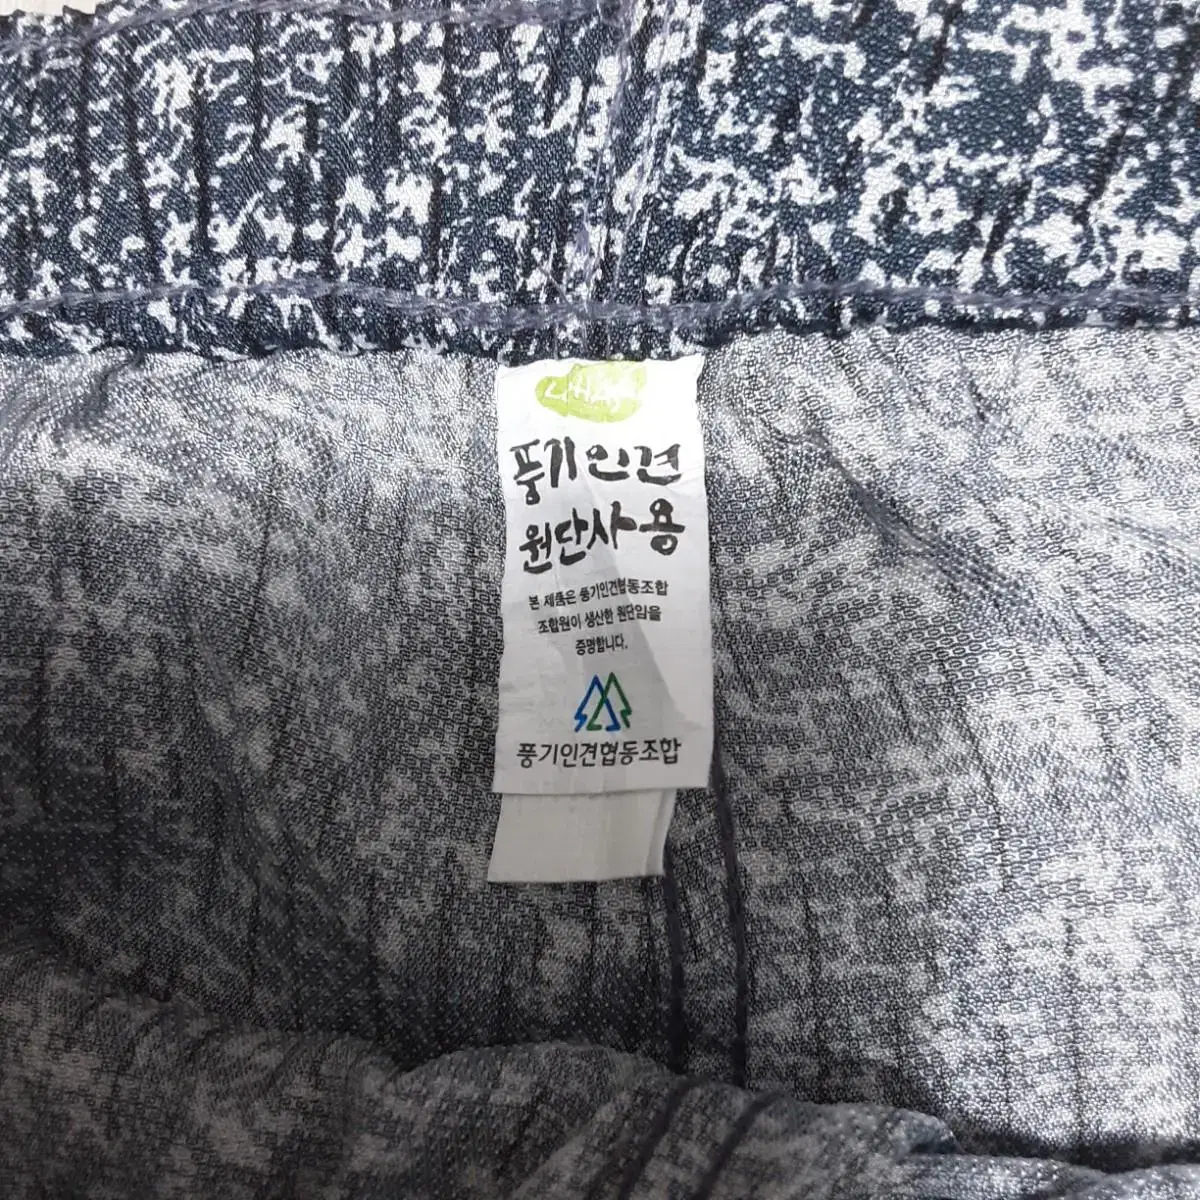 풍기인견
원단사용
본 제품은 풍기인견협동조합
조합원이 생산한 원단임을
증명합니다.
풍기인견협동조합